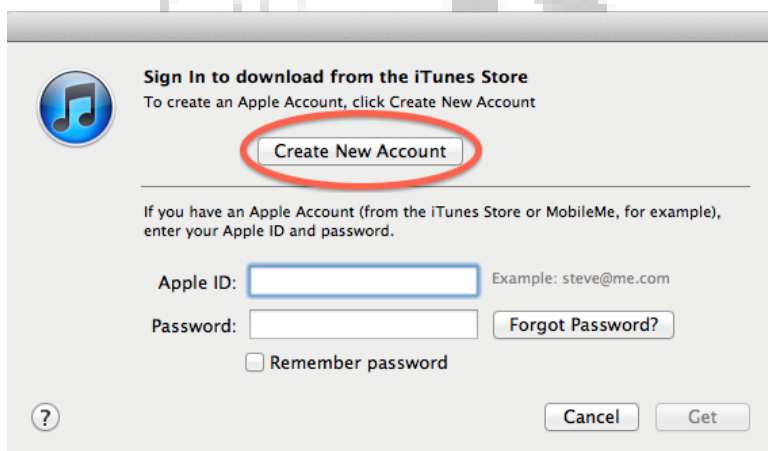 Sign In to download from the iTunes Store
To create an Apple Account, click Create New Account
Create New Account
If you have an Apple Account (from the iTunes Store or MobileMe, for example),
enter your Apple ID and password.
Apple ID:
Example: steve@me.com
Password:
Forgot Password?
Remember password
?
Cancel
Get